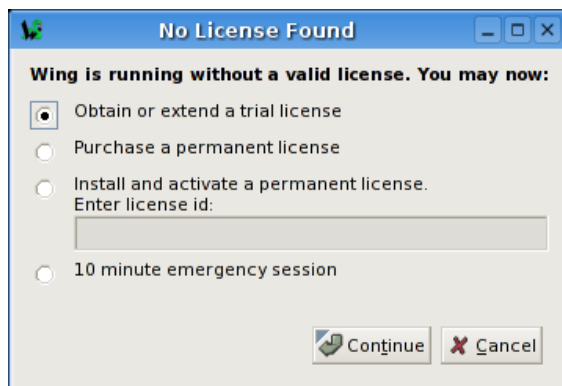 No License Found
Wing is running without a valid license. You may now:
Obtain or extend a trial license
Purchase a permanent license
Install and activate a permanent license.
Enter license id:
10 minute emergency session
Continue
Cancel